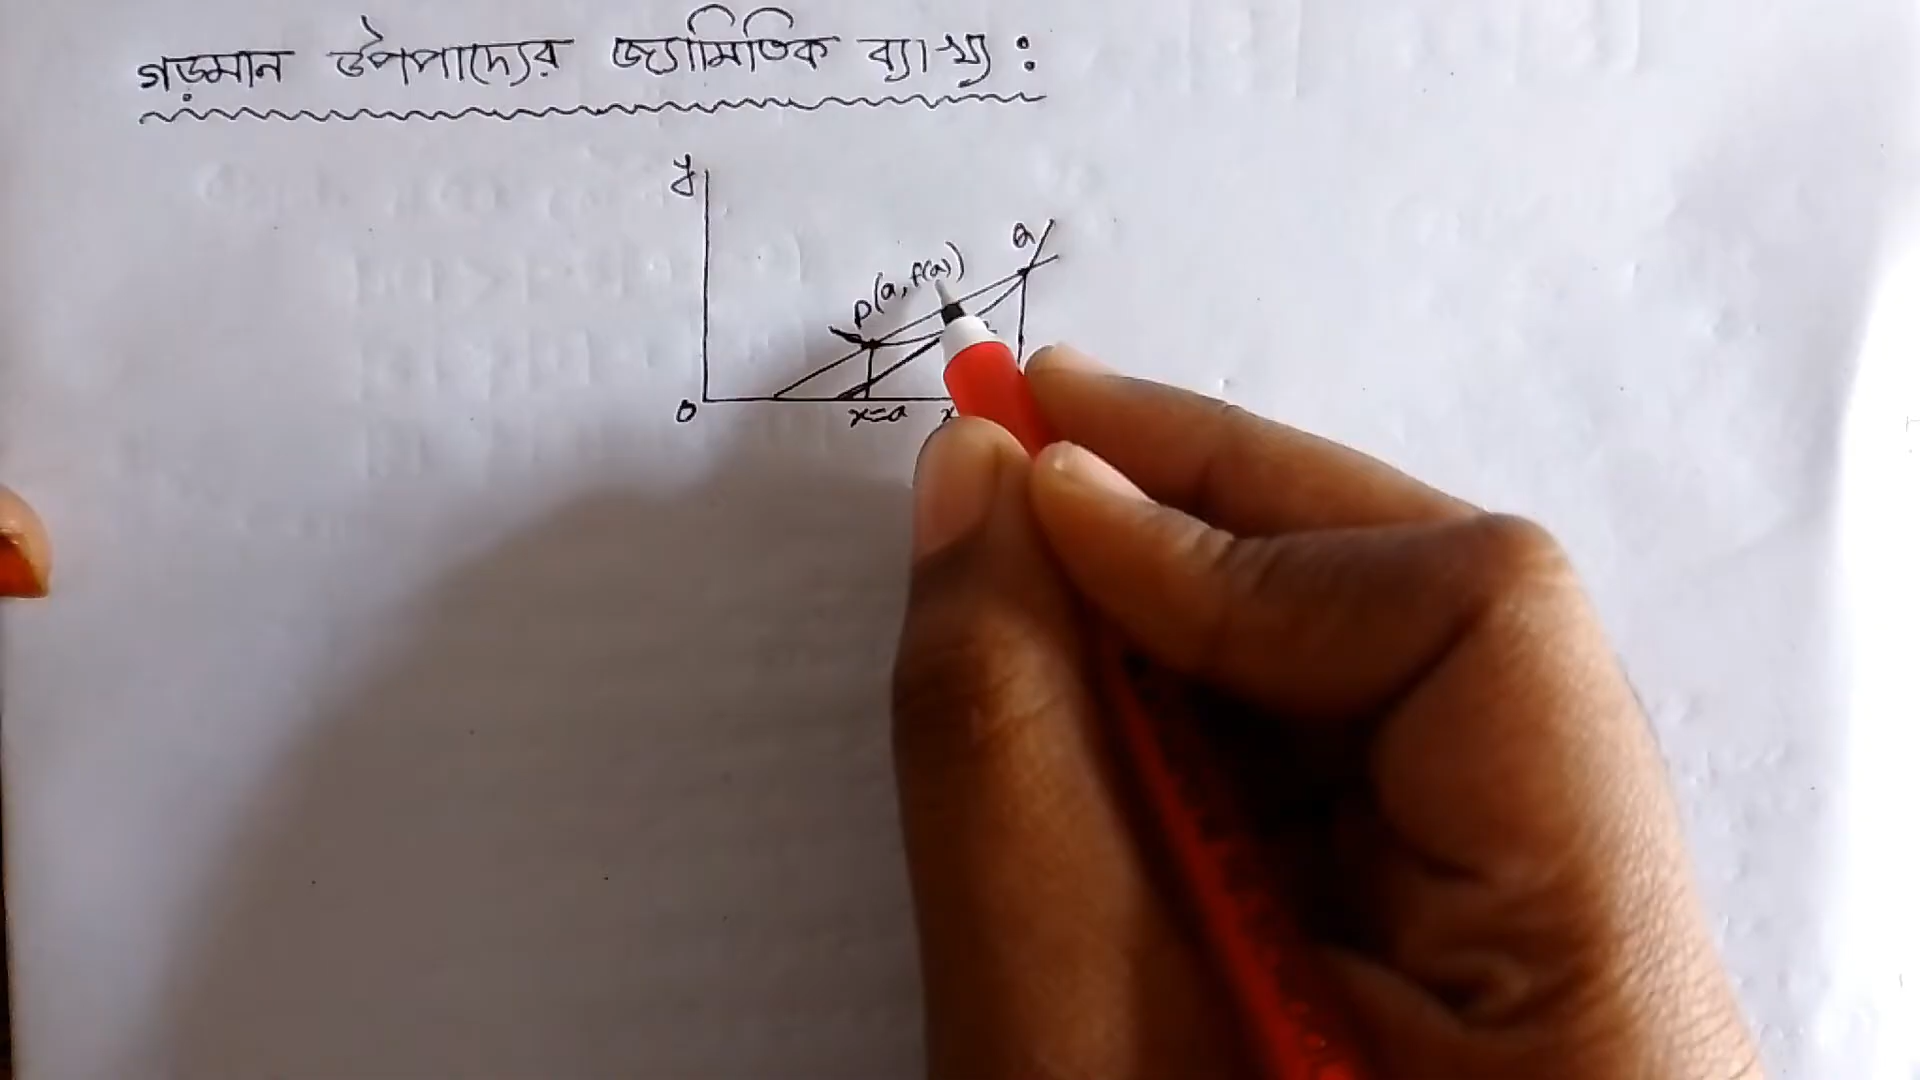 গড়মান উপপাদ্যের জ্যামিতিক ব্যাখ্যা :
y
Q
P(a, f(a))
O x=a x